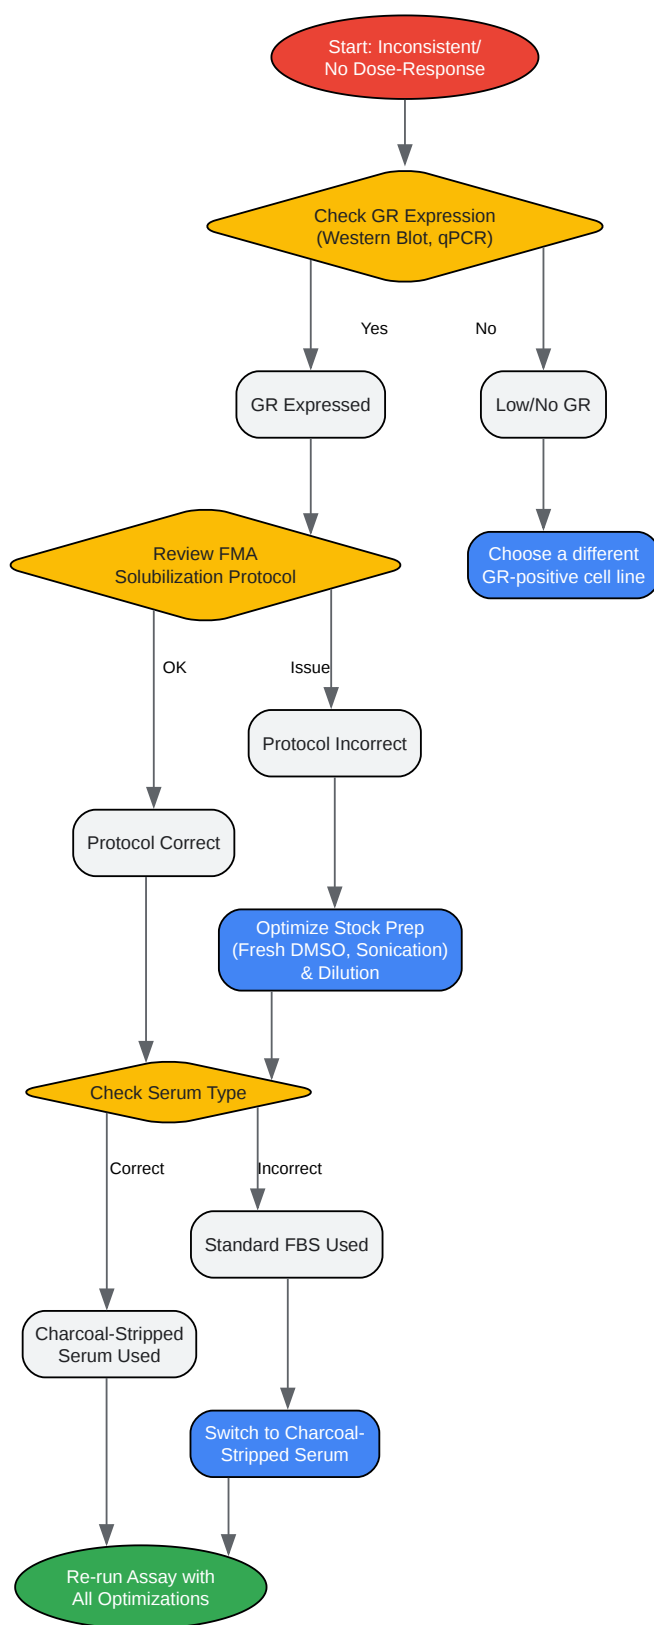 Start: Inconsistent/
No Dose-Response
Check GR Expression
(Western Blot, qPCR)
Yes
No
GR Expressed
Low/No GR
Review FMA
Solubilization Protocol
Choose a different
GR-positive cell line
OK
Issue
Protocol Incorrect
Protocol Correct
Optimize Stock Prep
(Fresh DMSO, Sonication)
& Dilution
Check Serum Type
Correct
Incorrect
Standard FBS Used
Charcoal-Stripped
Serum Used
Switch to Charcoal-
Stripped Serum
Re-run Assay with
All Optimizations